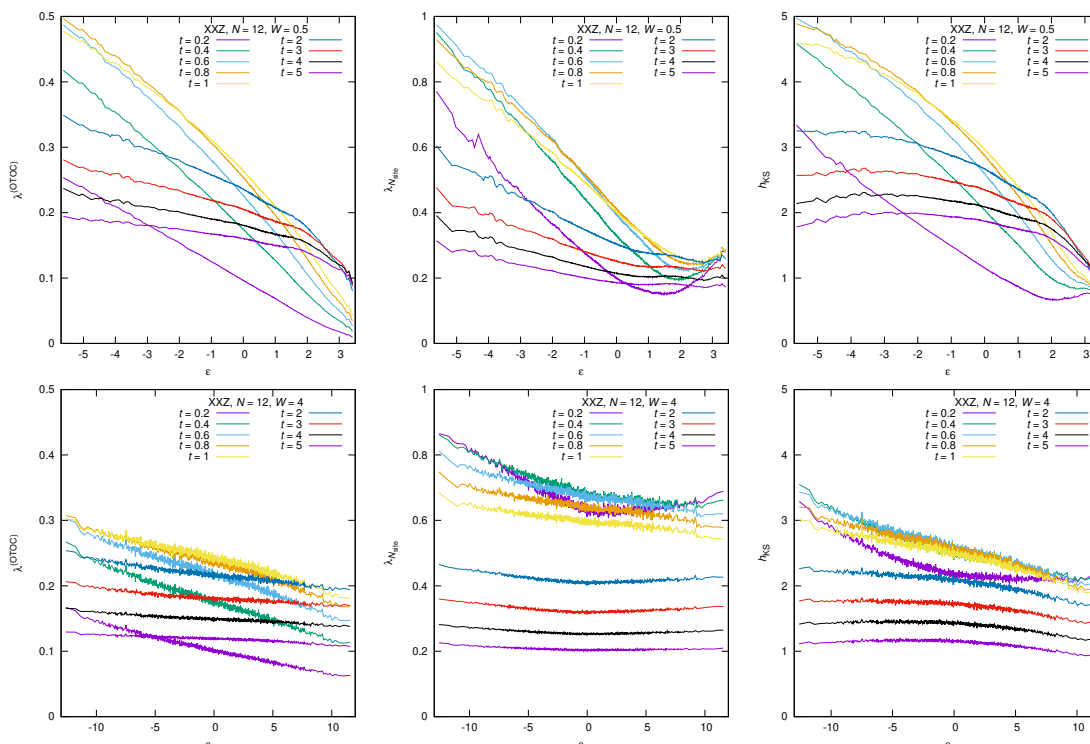 XXZ, N = 12, W = 0.5
t = 0.2 t = 2
t = 0.4 t = 3
t = 0.6 t = 4
t = 0.8 t = 5
t = 1
0.5
0.4
0.3
0.2
0.1
0
λ(OTOC)
-5 -4 -3 -2 -1 0 1 2 3
ε
XXZ, N = 12, W = 0.5
t = 0.2 t = 2
t = 0.4 t = 3
t = 0.6 t = 4
t = 0.8 t = 5
t = 1
1
0.8
0.6
0.4
0.2
0
λNsite
-5 -4 -3 -2 -1 0 1 2 3
ε
XXZ, N = 12, W = 0.5
t = 0.2 t = 2
t = 0.4 t = 3
t = 0.6 t = 4
t = 0.8 t = 5
t = 1
5
4
3
2
1
0
hKS
-5 -4 -3 -2 -1 0 1 2 3
ε
XXZ, N = 12, W = 4
t = 0.2 t = 2
t = 0.4 t = 3
t = 0.6 t = 4
t = 0.8 t = 5
t = 1
0.5
0.4
0.3
0.2
0.1
0
λ(OTOC)
-10 -5 0 5 10
XXZ, N = 12, W = 4
t = 0.2 t = 2
t = 0.4 t = 3
t = 0.6 t = 4
t = 0.8 t = 5
t = 1
1
0.8
0.6
0.4
0.2
0
λNsite
-10 -5 0 5 10
XXZ, N = 12, W = 4
t = 0.2 t = 2
t = 0.4 t = 3
t = 0.6 t = 4
t = 0.8 t = 5
t = 1
5
4
3
2
1
0
hKS
-10 -5 0 5 10